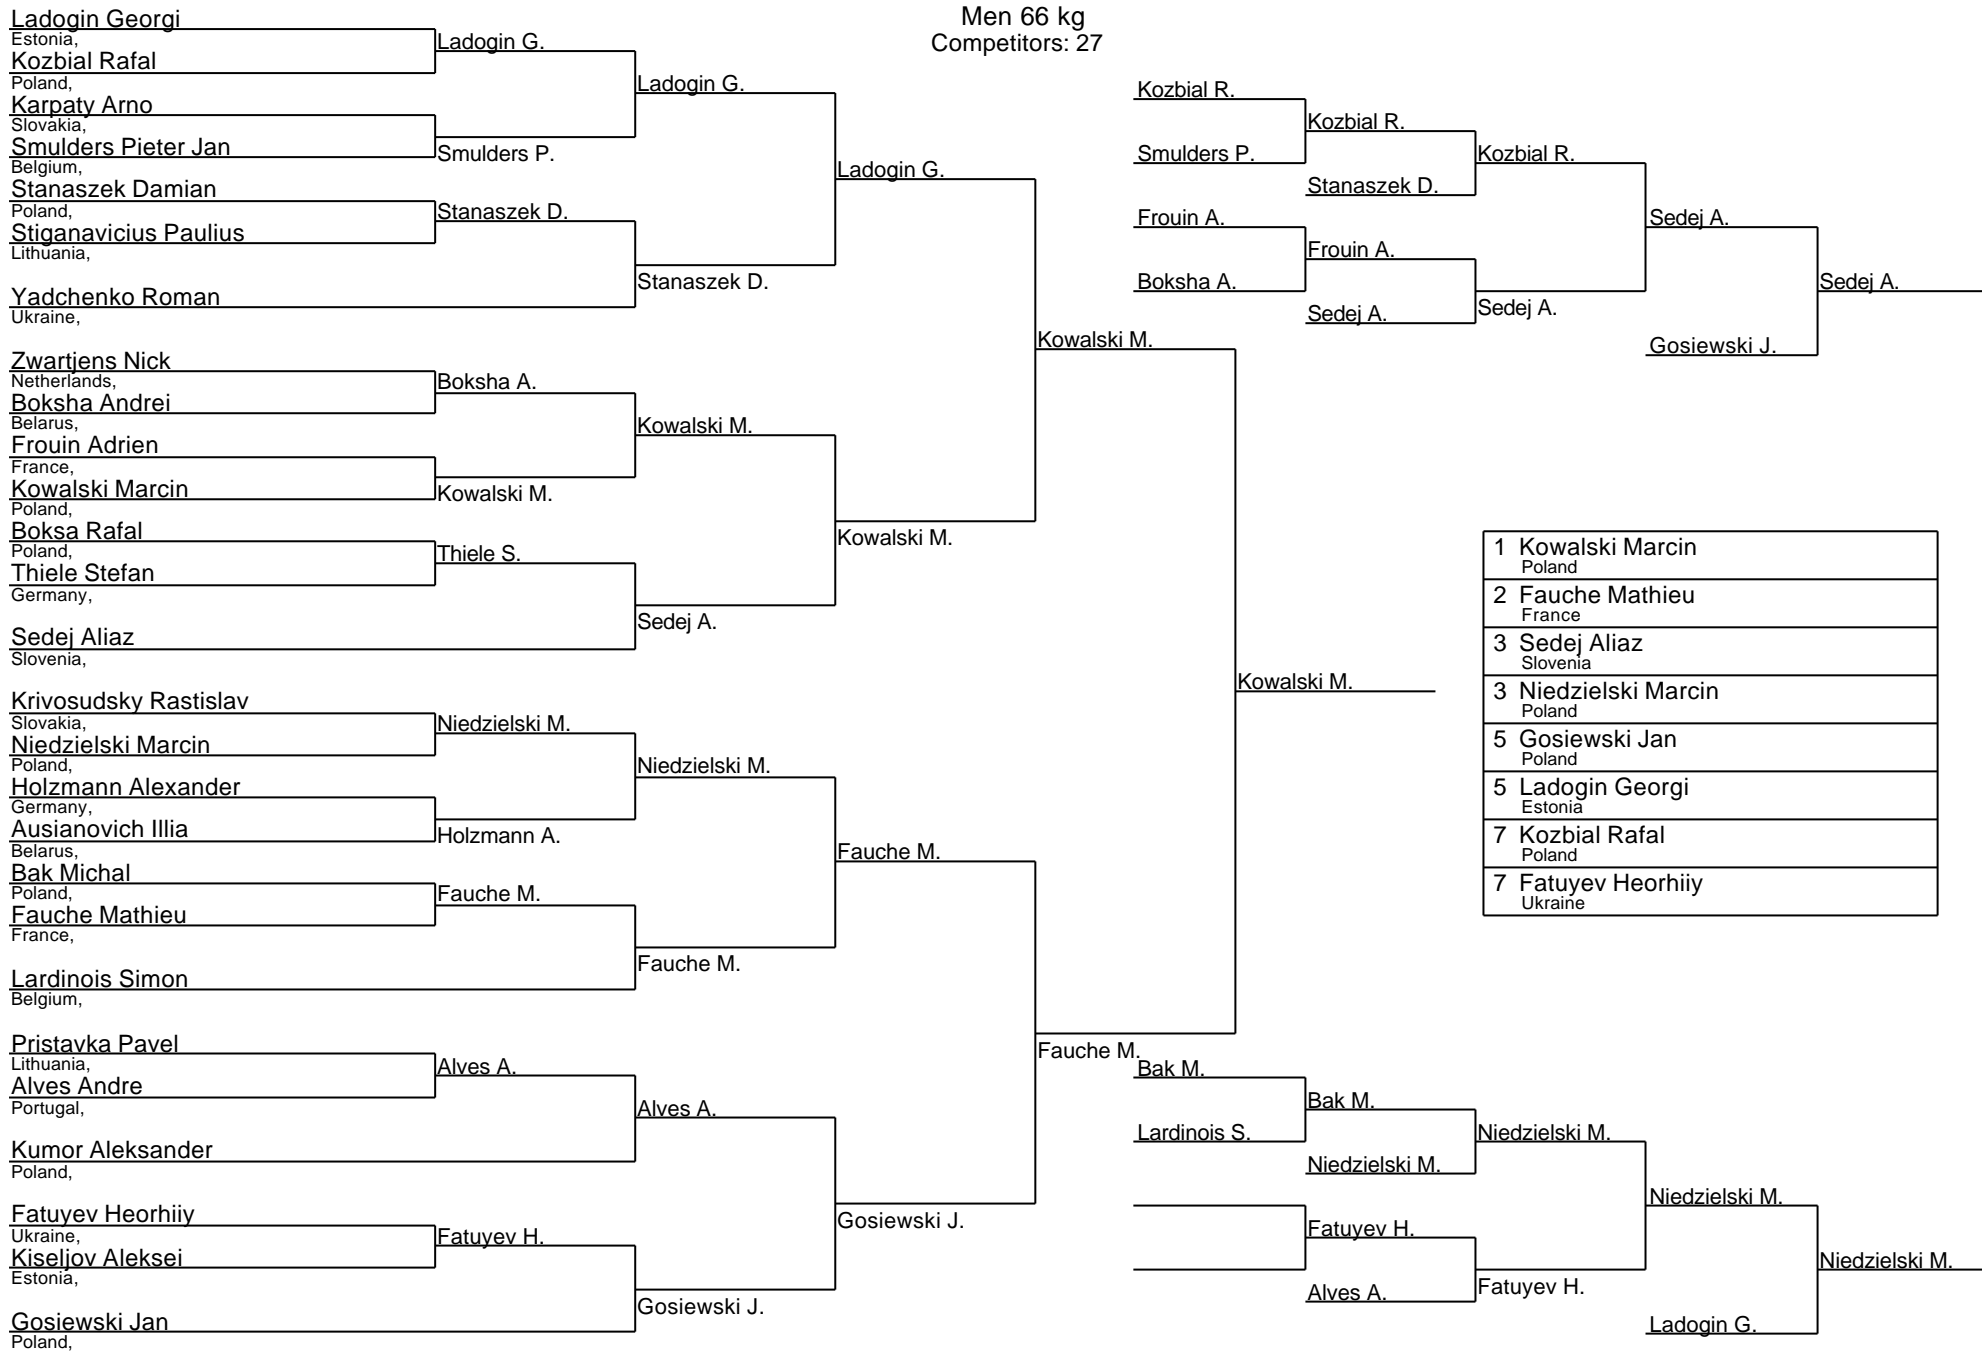 Men 66 kg
Competitors: 27
Ladogin Georgi
Estonia,
Kozbial Rafal
Poland,
Karpaty Arno
Slovakia,
Smulders Pieter Jan
Belgium,
Stanaszek Damian
Poland,
Stiganavicius Paulius
Lithuania,
Yadchenko Roman
Ukraine,
Zwartjens Nick
Netherlands,
Boksha Andrei
Belarus,
Frouin Adrien
France,
Kowalski Marcin
Poland,
Boksa Rafal
Poland,
Thiele Stefan
Germany,
Sedej Aliaz
Slovenia,
Krivosudsky Rastislav
Slovakia,
Niedzielski Marcin
Poland,
Holzmann Alexander
Germany,
Ausianovich Illia
Belarus,
Bak Michal
Poland,
Fauche Mathieu
France,
Lardinois Simon
Belgium,
Pristavka Pavel
Lithuania,
Alves Andre
Portugal,
Kumor Aleksander
Poland,
Fatuyev Heorhiiy
Ukraine,
Kiseljov Aleksei
Estonia,
Gosiewski Jan
Poland,
Ladogin G.
Smulders P.
Stanaszek D.
Boksha A.
Kowalski M.
Thiele S.
Niedzielski M.
Holzmann A.
Fauche M.
Alves A.
Fatuyev H.
Ladogin G.
Stanaszek D.
Kowalski M.
Sedej A.
Niedzielski M.
Fauche M.
Alves A.
Gosiewski J.
Ladogin G.
Kowalski M.
Fauche M.
Gosiewski J.
Kowalski M.
Fauche M.
Kowalski M.
Kozbial R.
Smulders P.
Frouin A.
Boksha A.
Kozbial R.
Stanaszek D.
Frouin A.
Sedej A.
Kozbial R.
Sedej A.
Sedej A.
Gosiewski J.
Sedej A.
1 Kowalski Marcin
Poland
2 Fauche Mathieu
France
3 Sedej Aliaz
Slovenia
3 Niedzielski Marcin
Poland
5 Gosiewski Jan
Poland
5 Ladogin Georgi
Estonia
7 Kozbial Rafal
Poland
7 Fatuyev Heorhiiy
Ukraine
Bak M.
Lardinois S.
Bak M.
Niedzielski M.
Fatuyev H.
Alves A.
Niedzielski M.
Fatuyev H.
Niedzielski M.
Ladogin G.
Niedzielski M.